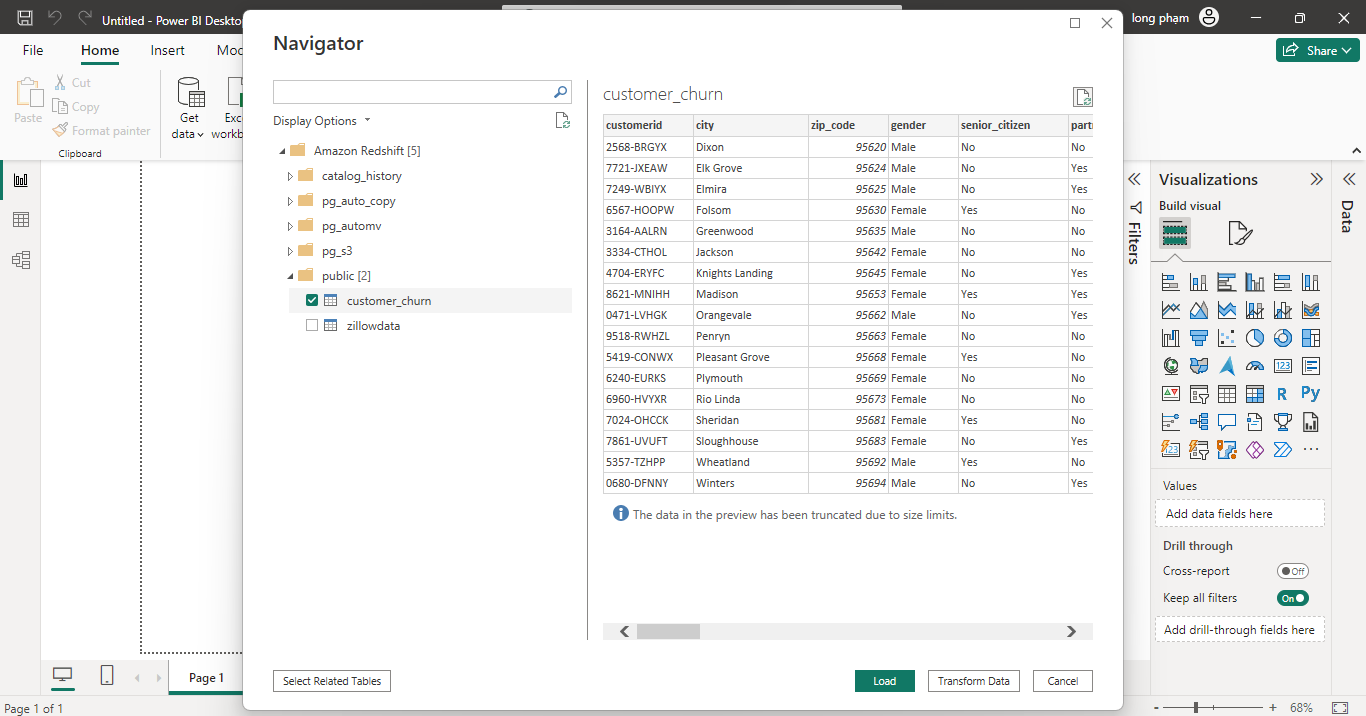 Untitled - Power BI Deskto
long phạm
File
Home
Insert
Mod
Share
Paste
Cut
Copy
Format painter
Clipboard
Get
data
Exc
workb
Navigator
Display Options
Amazon Redshift [5]
catalog_history
pg_auto_copy
pg_automv
pg_s3
public [2]
customer_churn
zillowdata
customer_churn
customerid city zip_code gender senior_citizen partn
2568-BRGYX Dixon 95620 Male No No
7721-JXEAW Elk Grove 95624 Male No Yes
7249-WBIYX Elmira 95625 Male No Yes
6567-HOOPW Folsom 95630 Female Yes No
3164-AALRN Greenwood 95635 Male No No
3334-CTHOL Jackson 95642 Female No No
4704-ERYFC Knights Landing 95645 Female No Yes
8621-MNIHH Madison 95653 Female Yes Yes
0471-LVHGK Orangevale 95662 Male No Yes
9518-RWHZL Penryn 95663 Female No No
5419-CONWX Pleasant Grove 95668 Female Yes No
6240-EURKS Plymouth 95669 Female No No
6960-HVYXR Rio Linda 95673 Female No No
7024-OHCCK Sheridan 95681 Female Yes No
7861-UVUFT Sloughhouse 95683 Female No Yes
5357-TZHPP Wheatland 95692 Male Yes No
0680-DFNNY Winters 95694 Male No Yes
The data in the preview has been truncated due to size limits.
Select Related Tables
Load
Transform Data
Cancel
Filters
Visualizations
Build visual
123
R
Py
123
Values
Add data fields here
Drill through
Cross-report
Off
Keep all filters
On
Add drill-through fields here
Data
Page 1
Page 1 of 1
- + 68%